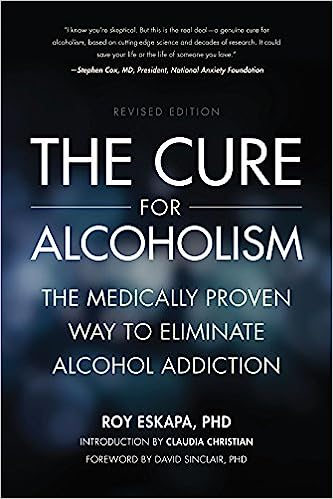 "I know you're skeptical. But this is the real deal—a genuine cure for
alcoholism, based on cutting-edge science and decades of research. It could
save your life or the life of someone you love."
—Stephen Cox, MD, President, National Anxiety Foundation
REVISED EDITION
THE CURE
FOR
ALCOHOLISM
THE MEDICALLY PROVEN
WAY TO ELIMINATE
ALCOHOL ADDICTION
ROY ESKAPA, PHD
INTRODUCTION BY CLAUDIA CHRISTIAN
FOREWORD BY DAVID SINCLAIR, PHD